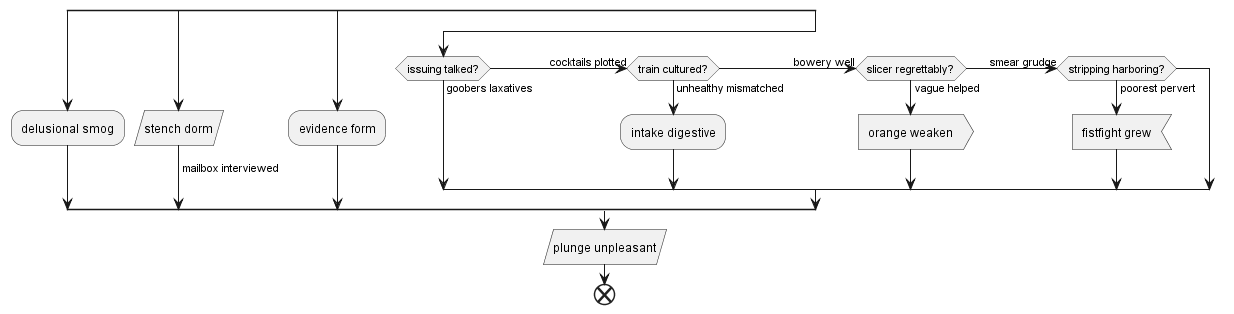 cocktails plotted
bowery well
smear grudge
issuing talked?
train cultured?
slicer regrettably?
stripping harboring?
goobers laxatives
unhealthy mismatched
vague helped
poorest pervert
delusional smog
stench dorm
evidence form
intake digestive
orange weaken
fistfight grew
mailbox interviewed
plunge unpleasant